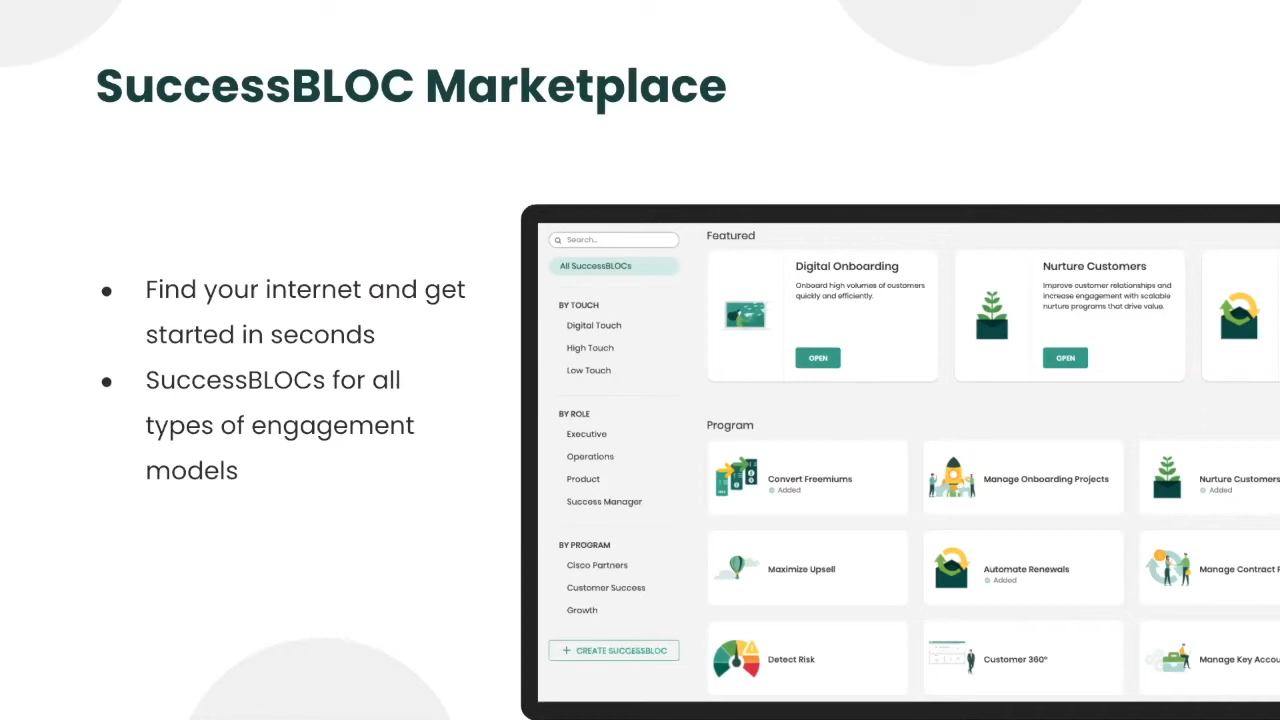 SuccessBLOC Marketplace
● Find your internet and get
started in seconds
● SuccessBLOCs for all
types of engagement
models
Search...
All SuccessBLOCs
BY TOUCH
Digital Touch
High Touch
Low Touch
BY ROLE
Executive
Operations
Product
Success Manager
BY PROGRAM
Cisco Partners
Customer Success
Growth
+ CREATE SUCCESSBLOC
Featured
Digital Onboarding
Onboard high volumes of customers
quickly and efficiently.
OPEN
Nurture Customers
Improve customer relationships and
increase engagement with scalable
nurture programs that drive value.
OPEN
Program
Convert Freemiums
Added
Manage Onboarding Projects
Nurture Customers
Added
Maximize Upsell
Automate Renewals
Added
Manage Contract
Detect Risk
Customer 360°
Manage Key